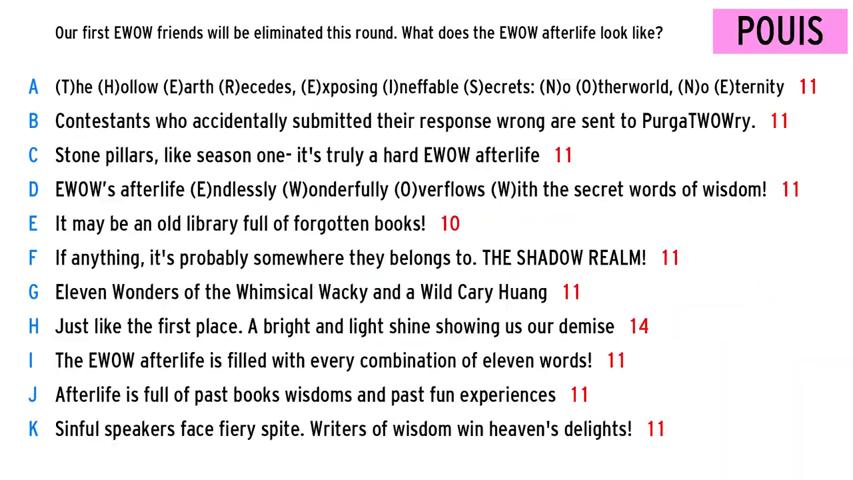 Our first EWOW friends will be eliminated this round. What does the EWOW afterlife look like?
POUIS
A (T)he (H)ollow (E)arth (R)ecedes, (E)xposing (I)neffable (S)ecrets: (N)o (O)therworld, (N)o (E)ternity 11
B Contestants who accidentally submitted their response wrong are sent to PurgaTWOWry. 11
C Stone pillars, like season one- it's truly a hard EWOW afterlife 11
D EWOW's afterlife (E)ndlessly (W)onderfully (O)verflows (W)ith the secret words of wisdom! 11
E It may be an old library full of forgotten books! 10
F If anything, it's probably somewhere they belongs to. THE SHADOW REALM! 11
G Eleven Wonders of the Whimsical Wacky and a Wild Cary Huang 11
H Just like the first place. A bright and light shine showing us our demise 14
I The EWOW afterlife is filled with every combination of eleven words! 11
J Afterlife is full of past books wisdoms and past fun experiences 11
K Sinful speakers face fiery spite. Writers of wisdom win heaven's delights! 11